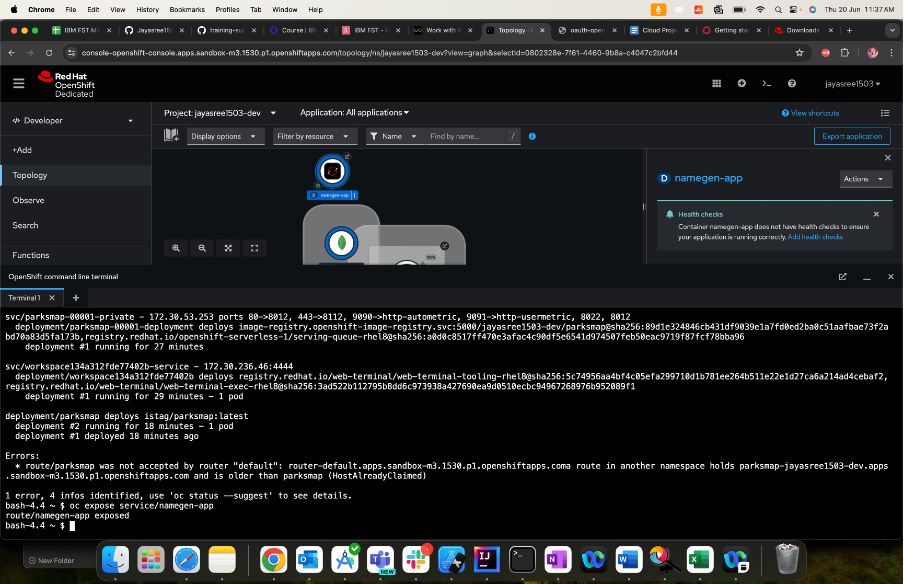 Chrome File Edit View History Bookmarks Profiles Tab Window Help Thu 20 Jun 11:37 AM
IBM FST M3 Jayasree15 training-su Course | IBM IBM FST - C Work with a Topology - oauth-openn Cloud Proje Getting star Downloads
console-openshift-console.apps.sandbox-m3.1530.p1.openshiftapps.com/topology/ns/jayasree1503-dev?view=graph&selectId=0802328e-7f61-4460-9b8a-c4047c2bfd44
Red Hat
OpenShift
Dedicated
jayasree1503
Developer
Project: jayasree1503-dev Application: All applications View shortcuts
Display options Filter by resource Name Find by name... / Export application
+Add
Topology
Observe
Search
Functions
D namegen-app
D namegen-app
Actions
Health checks
Container namegen-app does not have health checks to ensure
your application is running correctly. Add health checks
OpenShift command line terminal
Terminal 1
svc/parksmap-00001-private - 172.30.53.253 ports 80->8012, 443->8112, 9090->http-autometric, 9091->http-usermetric, 8022, 8012
deployment/parksmap-00001-deployment deploys image-registry.openshift-image-registry.svc:5000/jayasree1503-dev/parksmap@sha256:89d1e324846cb431df9039e1a7fd0ed2ba0c51aafbae73f2a
bd70a83d5fa173b,registry.redhat.io/openshift-serverless-1/serving-queue-rhel8@sha256:a0d0c8517ff470e3afac4c90df5e6541d974507feb50eac9719f87fcf78bba96
deployment #1 running for 27 minutes
svc/workspace134a312fde77402b-service - 172.30.236.46:4444
deployment/workspace134a312fde77402b deploys registry.redhat.io/web-terminal/web-terminal-tooling-rhel8@sha256:5c74956aa4bf4c05efa299710d1b781ee264b511e22e1d27ca6a214ad4cebaf2,
registry.redhat.io/web-terminal/web-terminal-exec-rhel8@sha256:3ad522b112795b8dd6c973938a427690ea9d0510ecbc94967268976b952089f1
deployment #1 running for 29 minutes - 1 pod
deployment/parksmap deploys istag/parksmap:latest
deployment #2 running for 18 minutes - 1 pod
deployment #1 deployed 18 minutes ago
Errors:
* route/parksmap was not accepted by router "default": router-default.apps.sandbox-m3.1530.p1.openshiftapps.coma route in another namespace holds parksmap-jayasree1503-dev.apps
.sandbox-m3.1530.p1.openshiftapps.com and is older than parksmap (HostAlreadyClaimed)
1 error, 4 infos identified, use 'oc status --suggest' to see details.
bash-4.4 ~ $ oc expose service/namegen-app
route/namegen-app exposed
bash-4.4 ~ $
New Folder
NEW